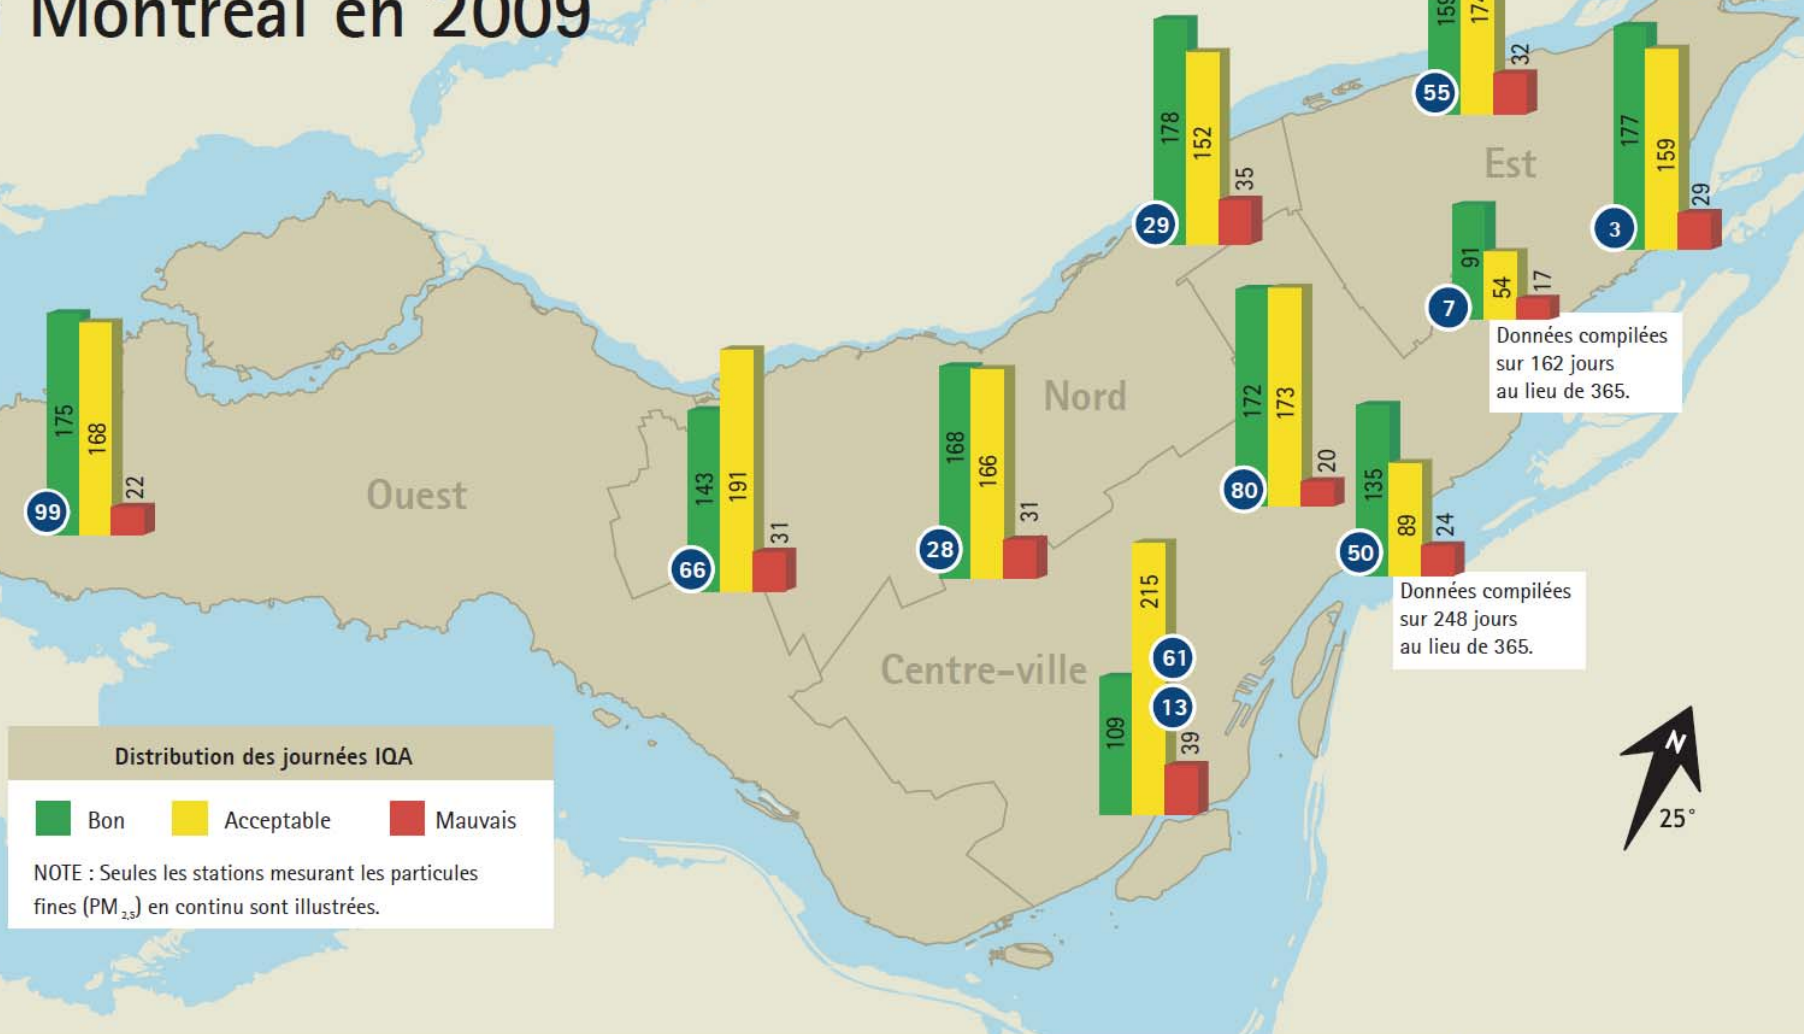 Montréal en 2009
159
174
32
55
178
152
35
29
177
159
29
3
Est
91
54
17
7
Données compilées
sur 162 jours
au lieu de 365.
175
168
22
99
Ouest
143
191
31
66
168
166
31
28
Nord
172
173
20
80
135
89
24
50
Données compilées
sur 248 jours
au lieu de 365.
Centre-ville
109
215
39
61
13
N
25°
Distribution des journées IQA
Bon
Acceptable
Mauvais
NOTE : Seules les stations mesurant les particules
fines (PM 2,5) en continu sont illustrées.